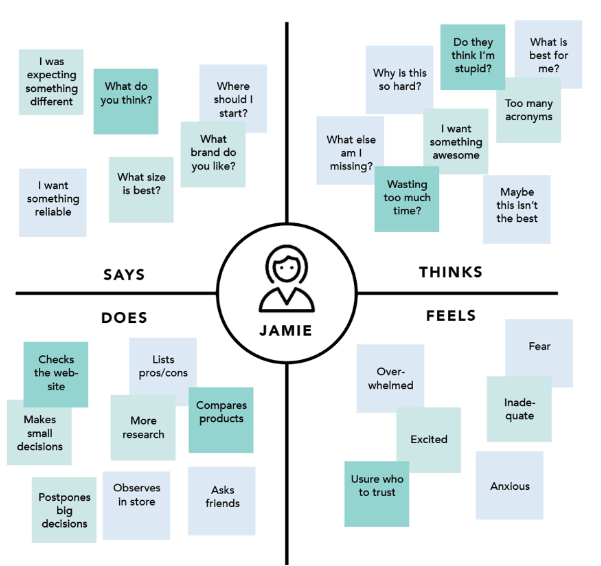 I was
expecting
something
different
What do
you think?
Where
should I
start?
What
brand do
you like?
What size
is best?
I want
something
reliable
SAYS
Why is this
so hard?
Do they
think I'm
stupid?
What is
best for
me?
Too many
acronyms
I want
something
awesome
What else
am I
missing?
Wasting
too much
time?
Maybe
this isn't
the best
THINKS
JAMIE
DOES
Checks
the web-
site
Lists
pros/cons
Makes
small
decisions
More
research
Compares
products
Postpones
big
decisions
Observes
in store
Asks
friends
FEELS
Over-
whelmed
Fear
Inade-
quate
Excited
Usure who
to trust
Anxious